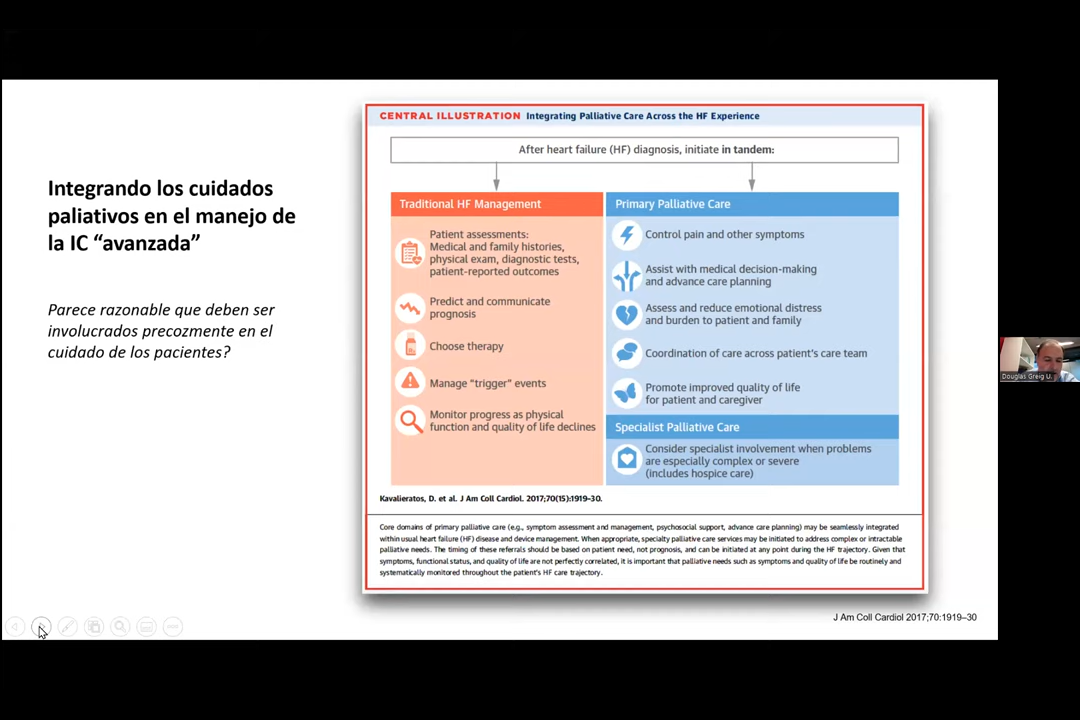 Integrando los cuidados
paliativos en el manejo de
la IC “avanzada”
Parece razonable que deben ser
involucrados precozmente en el
cuidado de los pacientes?
CENTRAL ILLUSTRATION Integrating Palliative Care Across the HF Experience
After heart failure (HF) diagnosis, initiate in tandem:
Traditional HF Management
Patient assessments:
Medical and family histories,
physical exam, diagnostic tests,
patient-reported outcomes
Predict and communicate
prognosis
Choose therapy
Manage “trigger” events
Monitor progress as physical
function and quality of life declines
Primary Palliative Care
Control pain and other symptoms
Assist with medical decision-making
and advance care planning
Assess and reduce emotional distress
and burden to patient and family
Coordination of care across patient's care team
Promote improved quality of life
for patient and caregiver
Specialist Palliative Care
Consider specialist involvement when problems
are especially complex or severe
(includes hospice care)
Kavalieratos, D. et al. J Am Coll Cardiol. 2017;70(15):1919–30.
Core domains of primary palliative care (e.g., symptom assessment and management, psychosocial support, advance care planning) may be seamlessly integrated
within usual heart failure (HF) disease and device management. When appropriate, specialty palliative care services may be initiated to address complex or intractable
palliative needs. The timing of these referrals should be based on patient need, not prognosis, and can be initiated at any point during the HF trajectory. Given that
symptoms, functional status, and quality of life are not perfectly correlated, it is important that palliative needs such as symptoms and quality of life be routinely and
systematically monitored throughout the patient's HF care trajectory.
J Am Coll Cardiol 2017;70:1919–30
Douglas Greig U.